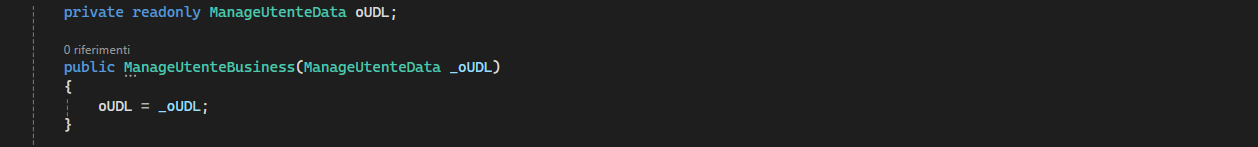 private readonly ManageUtenteData oUDL;
0 riferimenti
public ManageUtenteBusiness(ManageUtenteData _oUDL)
{
oUDL = _oUDL;
}